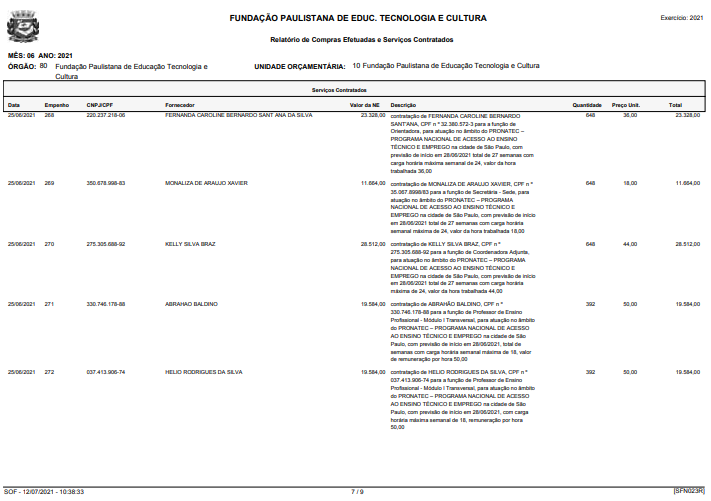 FUNDAÇÃO PAULISTANA DE EDUC. TECNOLOGIA E CULTURA
Exercício: 2021
Relatório de Compras Efetuadas e Serviços Contratados
MÊS: 06 ANO: 2021
ÓRGÃO: 80 Fundação Paulistana de Educação Tecnologia e
Cultura
UNIDADE ORÇAMENTÁRIA: 10 Fundação Paulistana de Educação Tecnologia e Cultura
Serviços Contratados
Data Empenho CNPJ/CPF Fornecedor Valor da NE Descrição Quantidade Preço Unit. Total
25/06/2021 268 220.237.218-06 FERNANDA CAROLINE BERNARDO SANT ANA DA SILVA 23.328,00 contratação de FERNANDA CAROLINE BERNARDO 648 36,00 23.328,00
SANT'ANA, CPF n º 32.380.572-3 para a função de
Orientadora, para atuação no âmbito do PRONATEC –
PROGRAMA NACIONAL DE ACESSO AO ENSINO
TÉCNICO E EMPREGO na cidade de São Paulo, com
previsão de início em 28/06/2021 total de 27 semanas com
carga horária máxima semanal de 24, valor da hora
trabalhada 36,00
25/06/2021 269 350.678.998-83 MONALIZA DE ARAUJO XAVIER 11.664,00 contratação de MONALIZA DE ARAUJO XAVIER, CPF n º 648 18,00 11.664,00
35.067.8998/83 para a função de Secretária - Sede, para
atuação no âmbito do PRONATEC – PROGRAMA
NACIONAL DE ACESSO AO ENSINO TÉCNICO E
EMPREGO na cidade de São Paulo, com previsão de início
em 28/06/2021 total de 27 semanas com carga horária
semanal máxima de 24, valor da hora trabalhada 18,00
25/06/2021 270 275.305.688-92 KELLY SILVA BRAZ 28.512,00 contratação de KELLY SILVA BRAZ, CPF n º 648 44,00 28.512,00
275.305.688-92 para a função de Coordenadora Adjunta,
para atuação no âmbito do PRONATEC – PROGRAMA
NACIONAL DE ACESSO AO ENSINO TÉCNICO E
EMPREGO na cidade de São Paulo, com previsão de início
em 28/06/2021 total de 27 semanas com carga horária
máxima de 24, valor da hora trabalhada 44,00
25/06/2021 271 330.746.178-88 ABRAHAO BALDINO 19.584,00 contratação de ABRAHÃO BALDINO, CPF n º 392 50,00 19.584,00
330.746.178-88 para a função de Professor de Ensino
Profissional - Módulo I Transversal, para atuação no âmbito
do PRONATEC – PROGRAMA NACIONAL DE ACESSO
AO ENSINO TÉCNICO E EMPREGO na cidade de São
Paulo, com previsão de início em 28/06/2021, total de
semanas com carga horária semanal máxima de 18, valor
de remuneração por hora 50,00
25/06/2021 272 037.413.906-74 HELIO RODRIGUES DA SILVA 19.584,00 contratação de HELIO RODRIGUES DA SILVA, CPF n º 392 50,00 19.584,00
037.413.906-74 para a função de Professor de Ensino
Profissional - Módulo I Transversal, para atuação no âmbito
do PRONATEC – PROGRAMA NACIONAL DE ACESSO
AO ENSINO TÉCNICO E EMPREGO na cidade de São
Paulo, com previsão de início em 28/06/2021, com carga
horária máxima semanal de 18, remuneração por hora
50,00
SOF - 12/07/2021 - 10:38:33 7 / 9 [SFN023R]